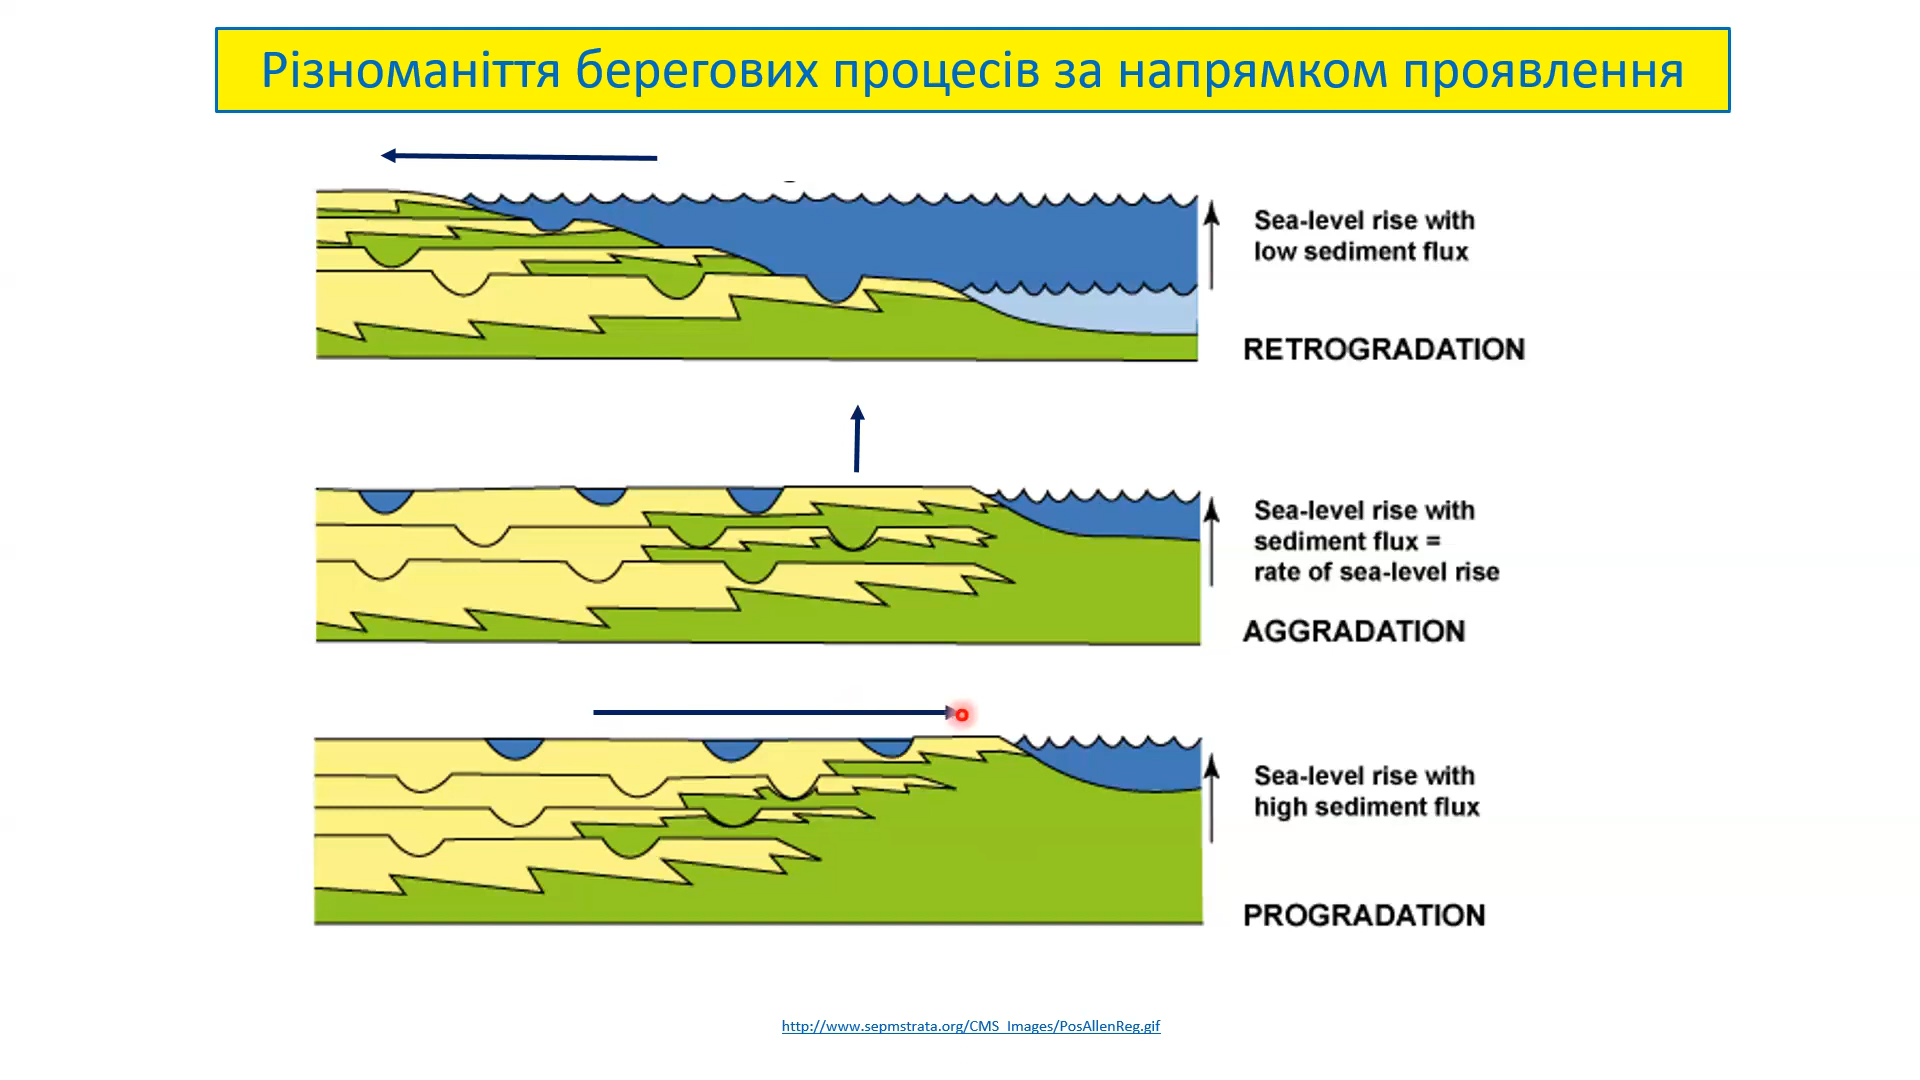 Різноманіття берегових процесів за напрямком проявлення
Sea-level rise with
low sediment flux
RETROGRADATION
Sea-level rise with
sediment flux =
rate of sea-level rise
AGGRADATION
Sea-level rise with
high sediment flux
PROGRADATION
http://www.sepmstrata.org/CMS_Images/PosAllenReg.gif